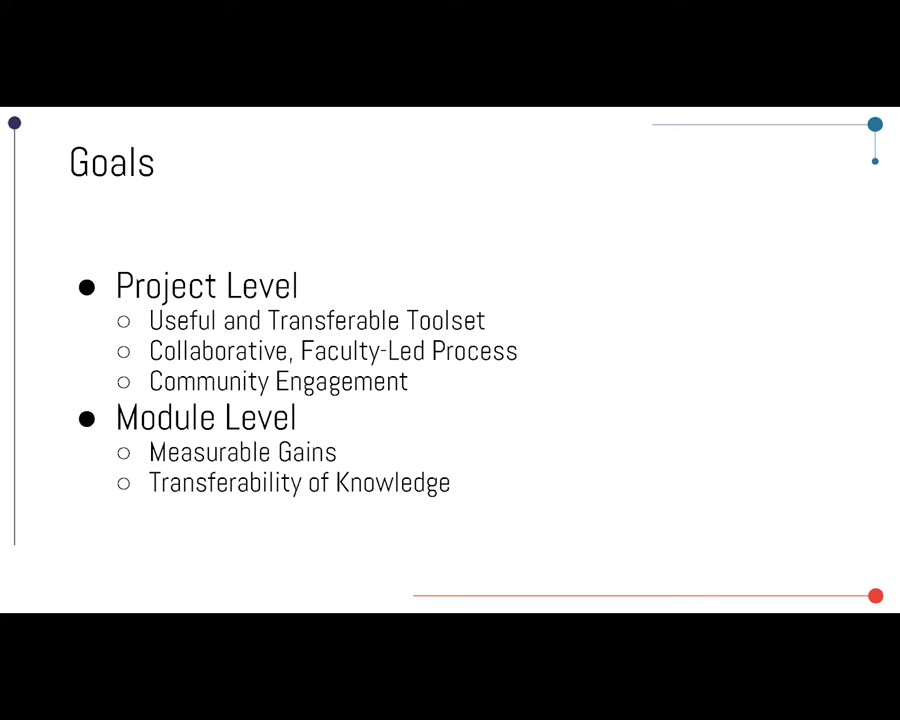 Goals
● Project Level
○ Useful and Transferable Toolset
○ Collaborative, Faculty-Led Process
○ Community Engagement
● Module Level
○ Measurable Gains
○ Transferability of Knowledge